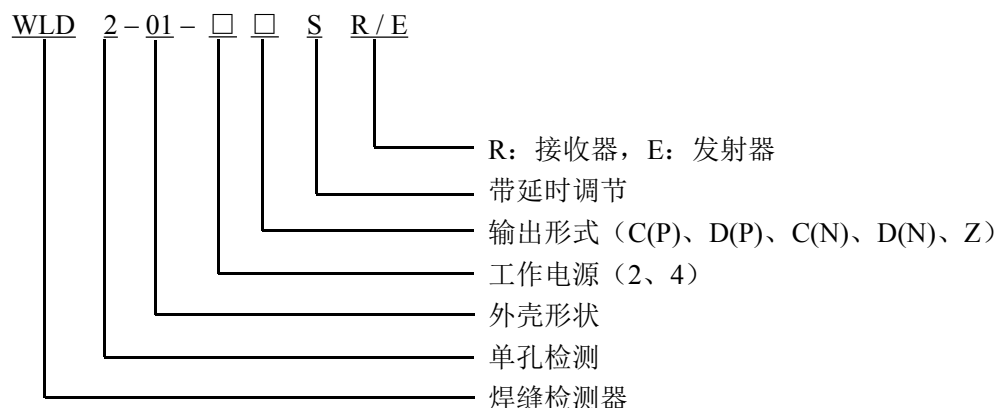 WLD 2 – 01 – □ □ S R / E
R：接收器，E：发射器
带延时调节
输出形式（C(P)、D(P)、C(N)、D(N)、Z）
工作电源（2、4）
外壳形状
单孔检测
焊缝检测器